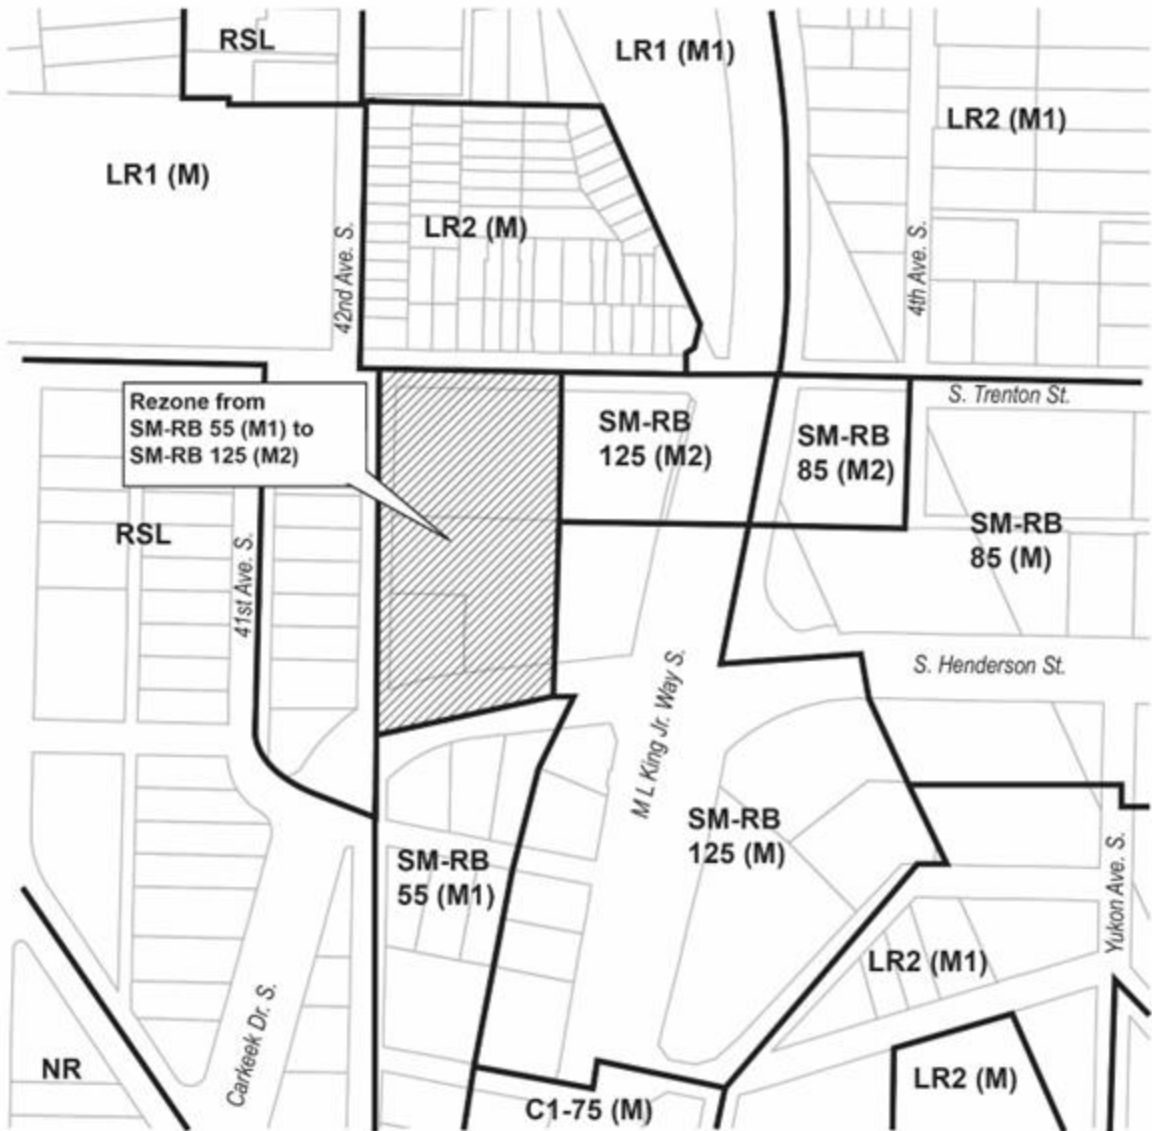 RSL
LR1 (M1)
LR2 (M1)
LR1 (M)
LR2 (M)
42nd Ave. S.
4th Ave. S.
S. Trenton St.
Rezone from
SM-RB 55 (M1) to
SM-RB 125 (M2)
SM-RB
125 (M2)
SM-RB
85 (M2)
RSL
41st Ave. S.
SM-RB
85 (M)
S. Henderson St.
M L King Jr. Way S.
SM-RB
125 (M)
SM-RB
55 (M1)
Yukon Ave. S.
LR2 (M1)
Carkeek Dr. S.
NR
LR2 (M)
C1-75 (M)